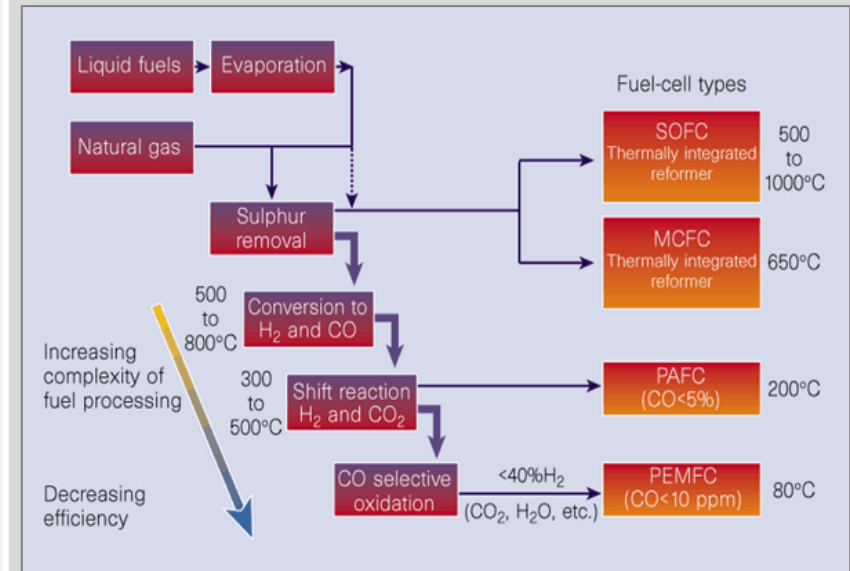 Liquid fuels
Evaporation
Fuel-cell types
Natural gas
SOFC
Thermally integrated
reformer
500
to
1000°C
Sulphur
removal
MCFC
Thermally integrated
reformer
650°C
500
to
800°C
Conversion to
H₂ and CO
Increasing
complexity of
fuel processing
300
to
500°C
Shift reaction
H₂ and CO₂
PAFC
(CO<5%)
200°C
Decreasing
efficiency
CO selective
oxidation
<40%H₂
(CO₂, H₂O, etc.)
PEMFC
(CO<10 ppm)
80°C